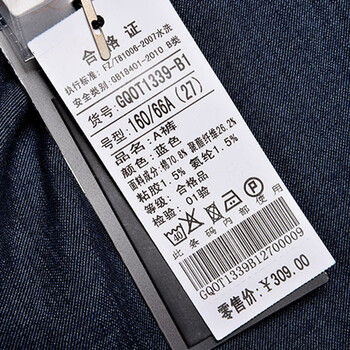 合格证
执行标准: FZ/T81006-2007水洗
安全类别:GB18401-2010 B类
货号: GQOT1339-B1
号型: 160/66A (27)
品名: A裤
颜色: 蓝色
面料成分:棉70.8% 聚酯纤维26.2%
粘胶1.5% 氨纶1.5%
等级: 合格品
检验: 01验
此条码内部使用
GQOT1339B12700009
零售价: ¥309.00